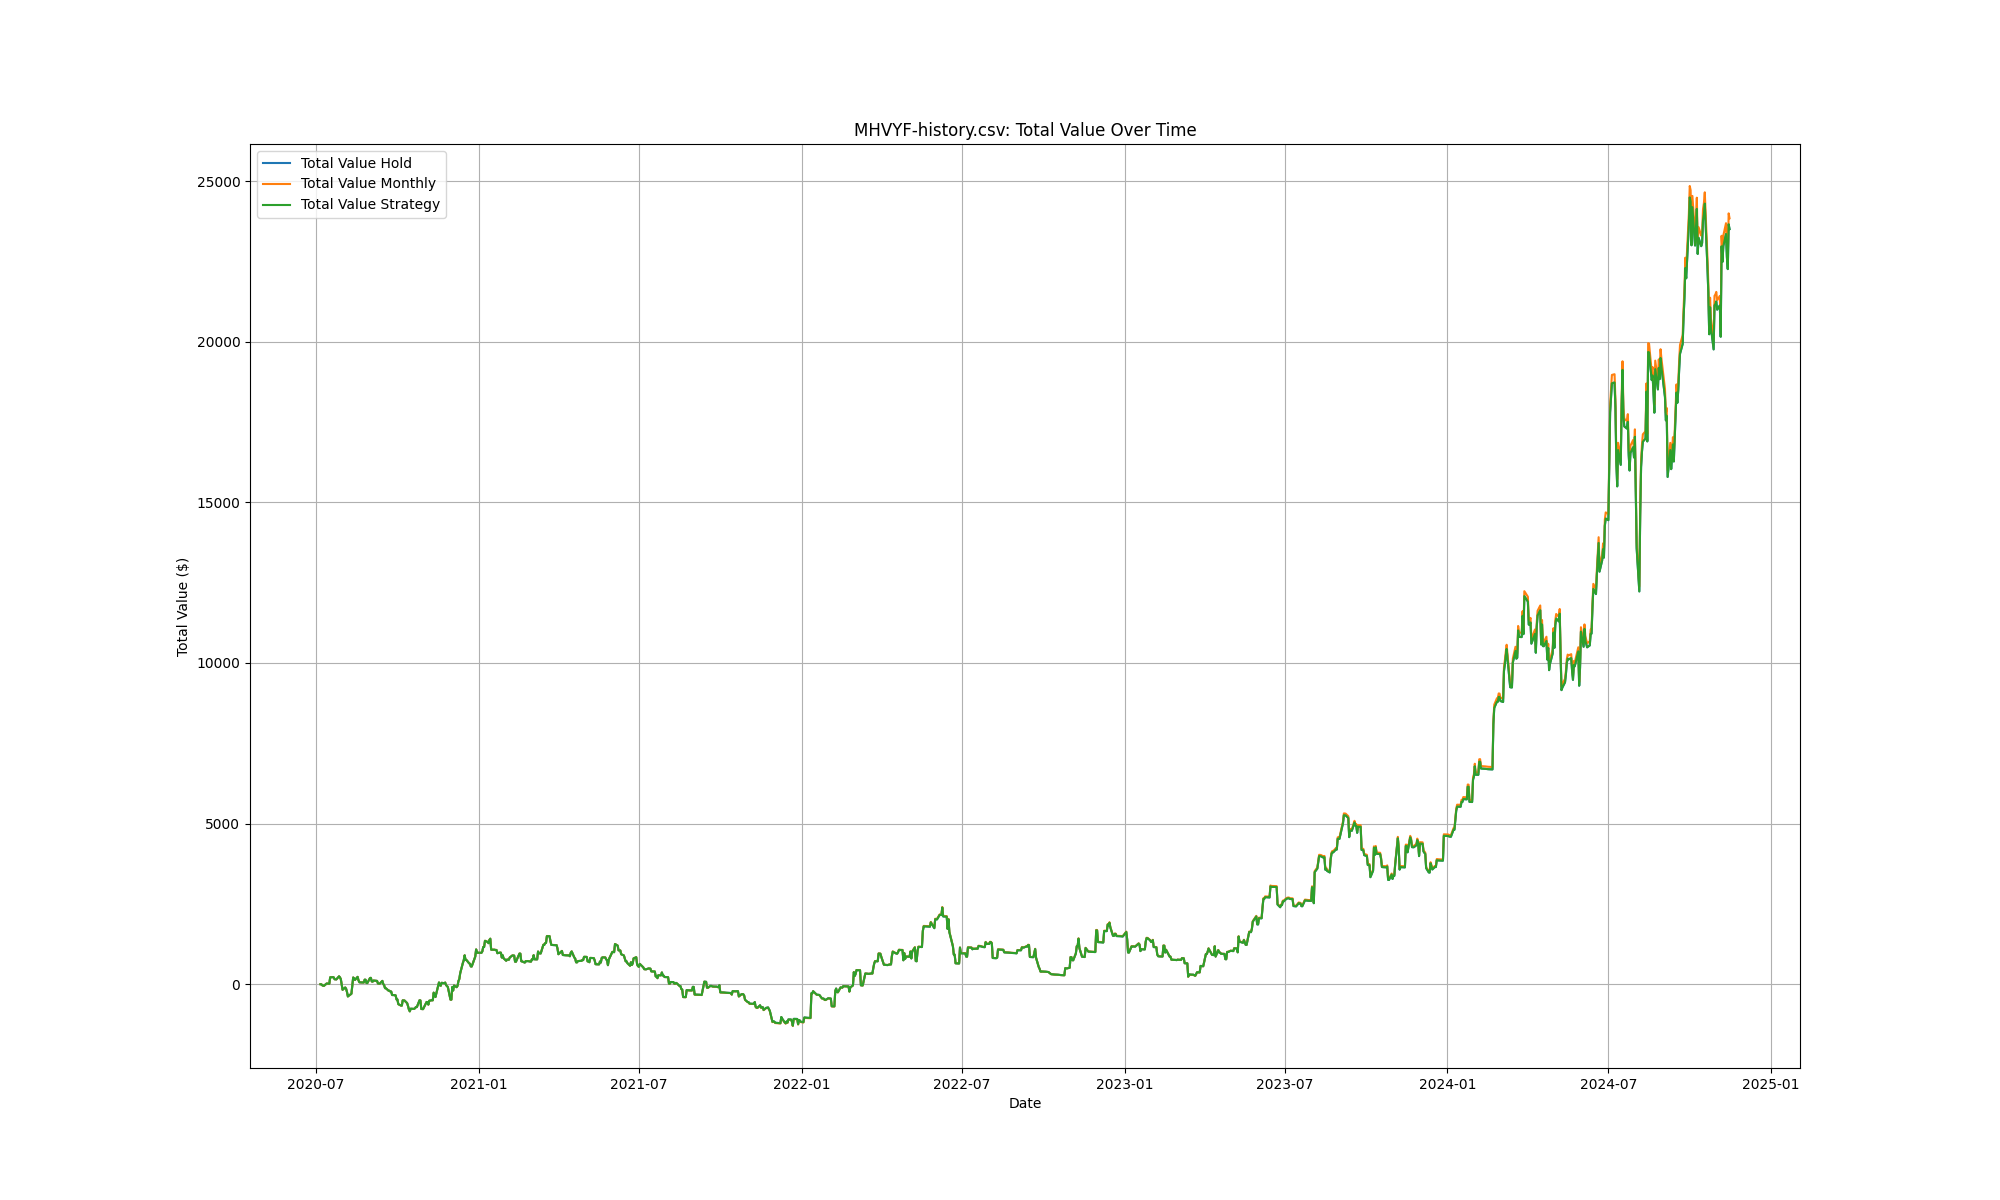 MHVYF-history.csv: Total Value Over Time
Total Value Hold
Total Value Monthly
Total Value Strategy
25000
20000
15000
10000
5000
0
Total Value ($)
2020-07 2021-01 2021-07 2022-01 2022-07 2023-01 2023-07 2024-01 2024-07 2025-01
Date